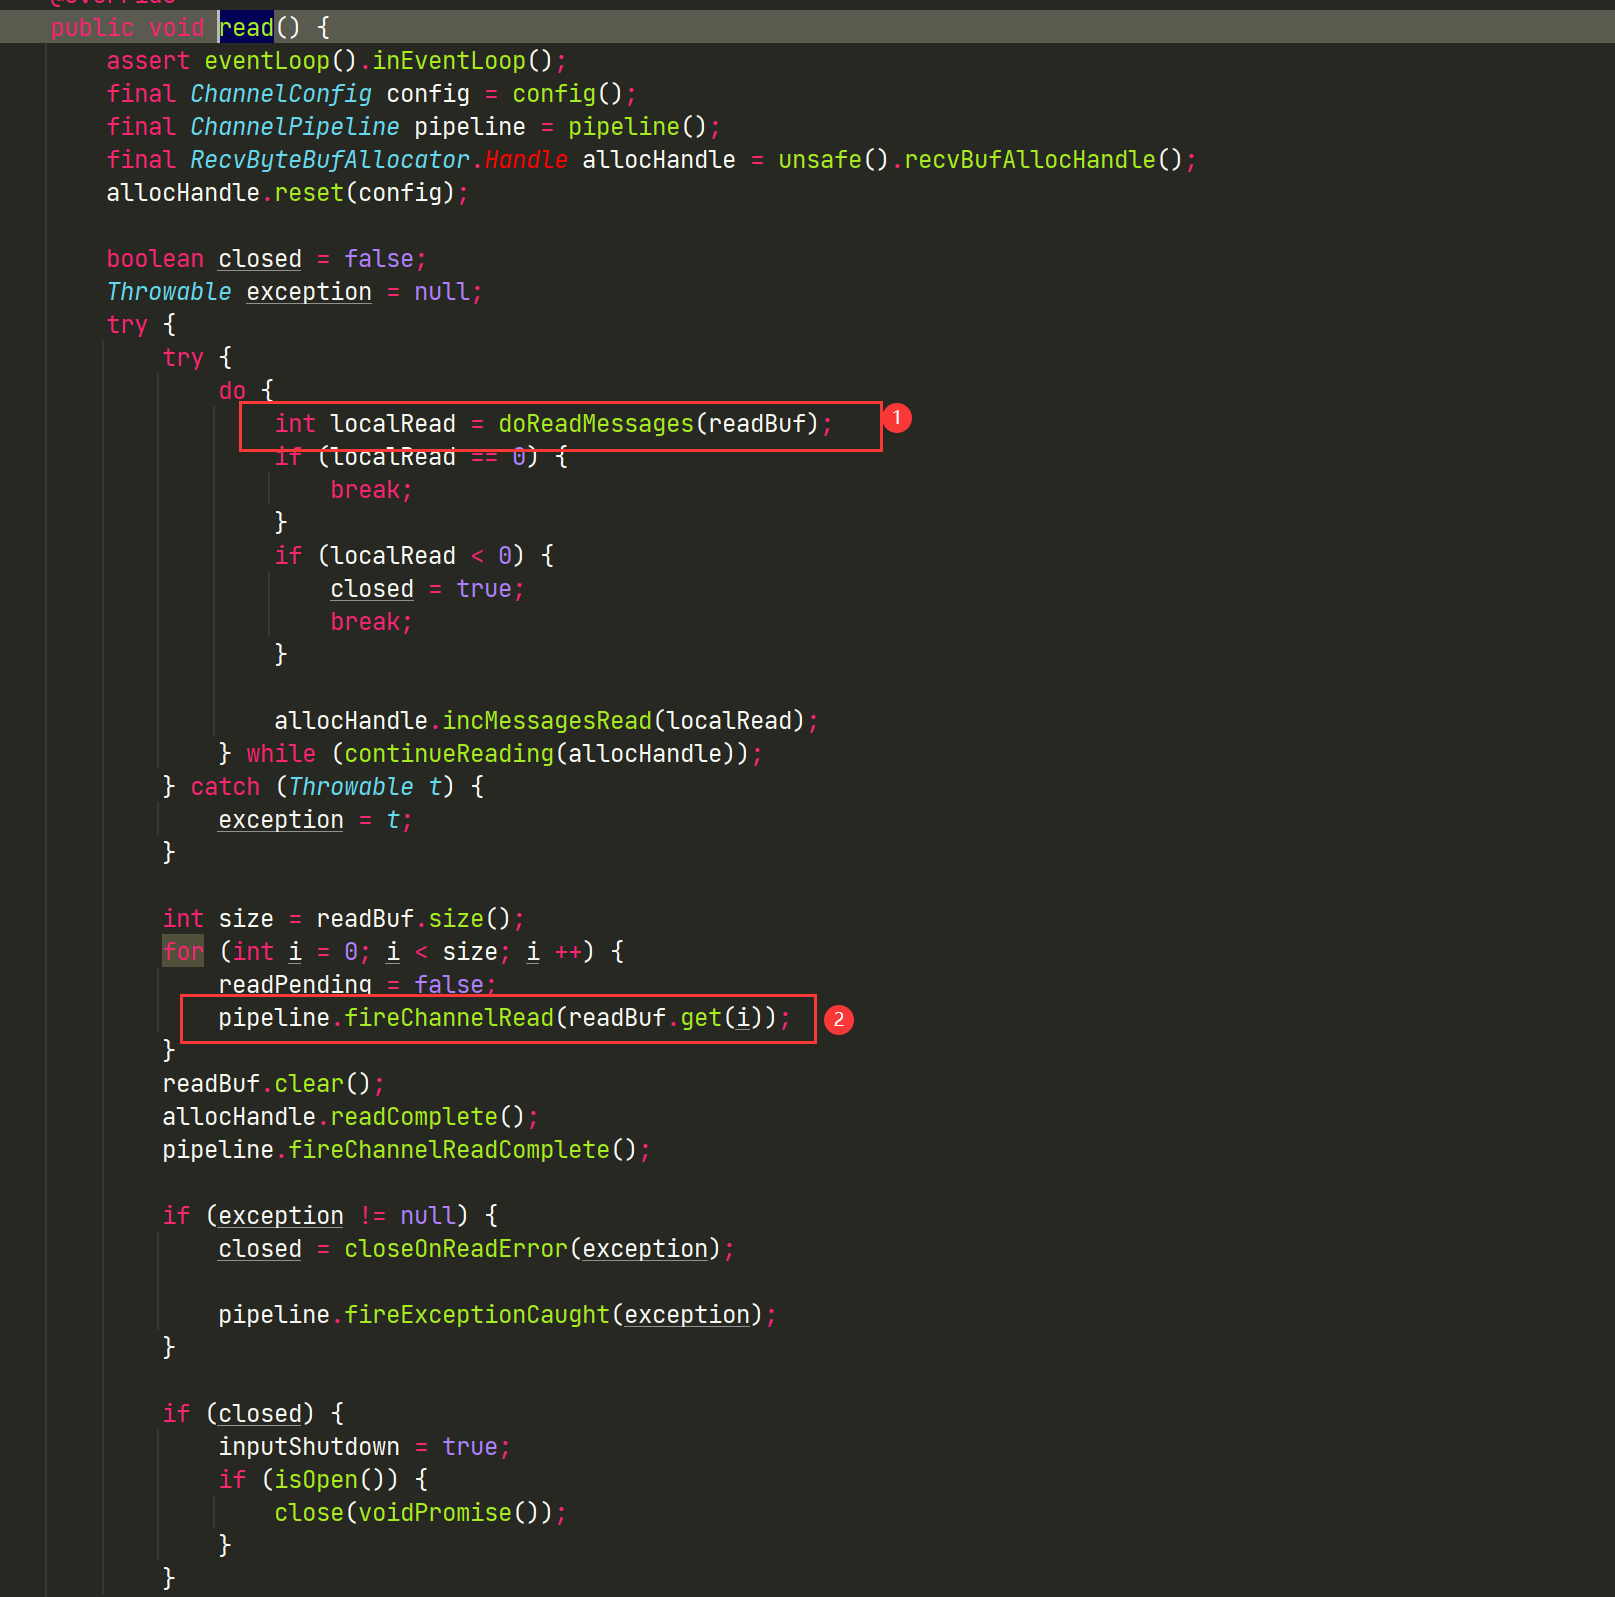 @Override
public void read() {
assert eventLoop().inEventLoop();
final ChannelConfig config = config();
final ChannelPipeline pipeline = pipeline();
final RecvByteBufAllocator.Handle allocHandle = unsafe().recvBufAllocHandle();
allocHandle.reset(config);
boolean closed = false;
Throwable exception = null;
try {
try {
do {
int localRead = doReadMessages(readBuf); 1
if (localRead == 0) {
break;
}
if (localRead < 0) {
closed = true;
break;
}
allocHandle.incMessagesRead(localRead);
} while (continueReading(allocHandle));
} catch (Throwable t) {
exception = t;
}
int size = readBuf.size();
for (int i = 0; i < size; i ++) {
readPending = false;
pipeline.fireChannelRead(readBuf.get(i)); 2
}
readBuf.clear();
allocHandle.readComplete();
pipeline.fireChannelReadComplete();
if (exception != null) {
closed = closeOnReadError(exception);
pipeline.fireExceptionCaught(exception);
}
if (closed) {
inputShutdown = true;
if (isOpen()) {
close(voidPromise());
}
}